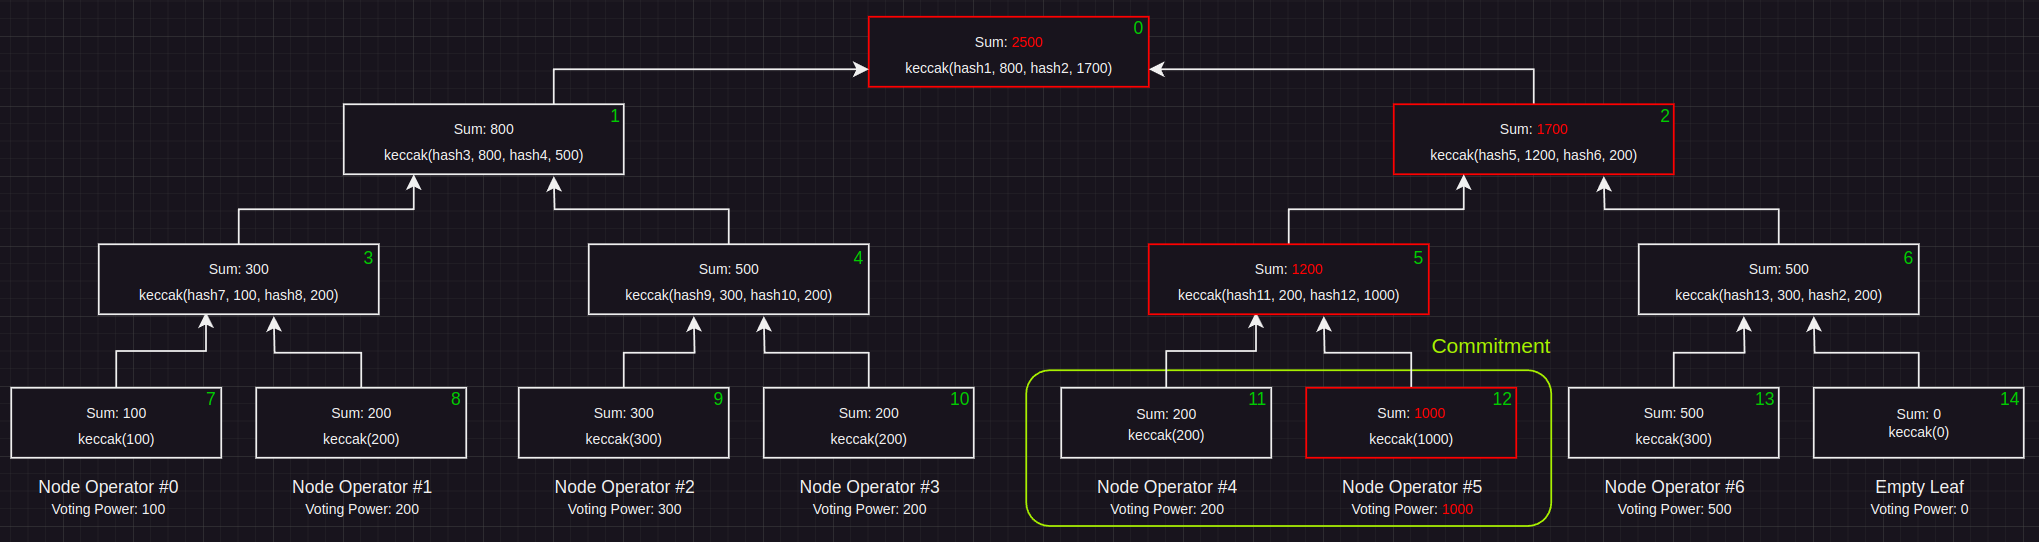 0
Sum: 2500
keccak(hash1, 800, hash2, 1700)
1
Sum: 800
keccak(hash3, 800, hash4, 500)
2
Sum: 1700
keccak(hash5, 1200, hash6, 200)
3
Sum: 300
keccak(hash7, 100, hash8, 200)
4
Sum: 500
keccak(hash9, 300, hash10, 200)
5
Sum: 1200
keccak(hash11, 200, hash12, 1000)
6
Sum: 500
keccak(hash13, 300, hash2, 200)
Commitment
7
Sum: 100
keccak(100)
8
Sum: 200
keccak(200)
9
Sum: 300
keccak(300)
10
Sum: 200
keccak(200)
11
Sum: 200
keccak(200)
12
Sum: 1000
keccak(1000)
13
Sum: 500
keccak(300)
14
Sum: 0
keccak(0)
Node Operator #0
Voting Power: 100
Node Operator #1
Voting Power: 200
Node Operator #2
Voting Power: 300
Node Operator #3
Voting Power: 200
Node Operator #4
Voting Power: 200
Node Operator #5
Voting Power: 1000
Node Operator #6
Voting Power: 500
Empty Leaf
Voting Power: 0